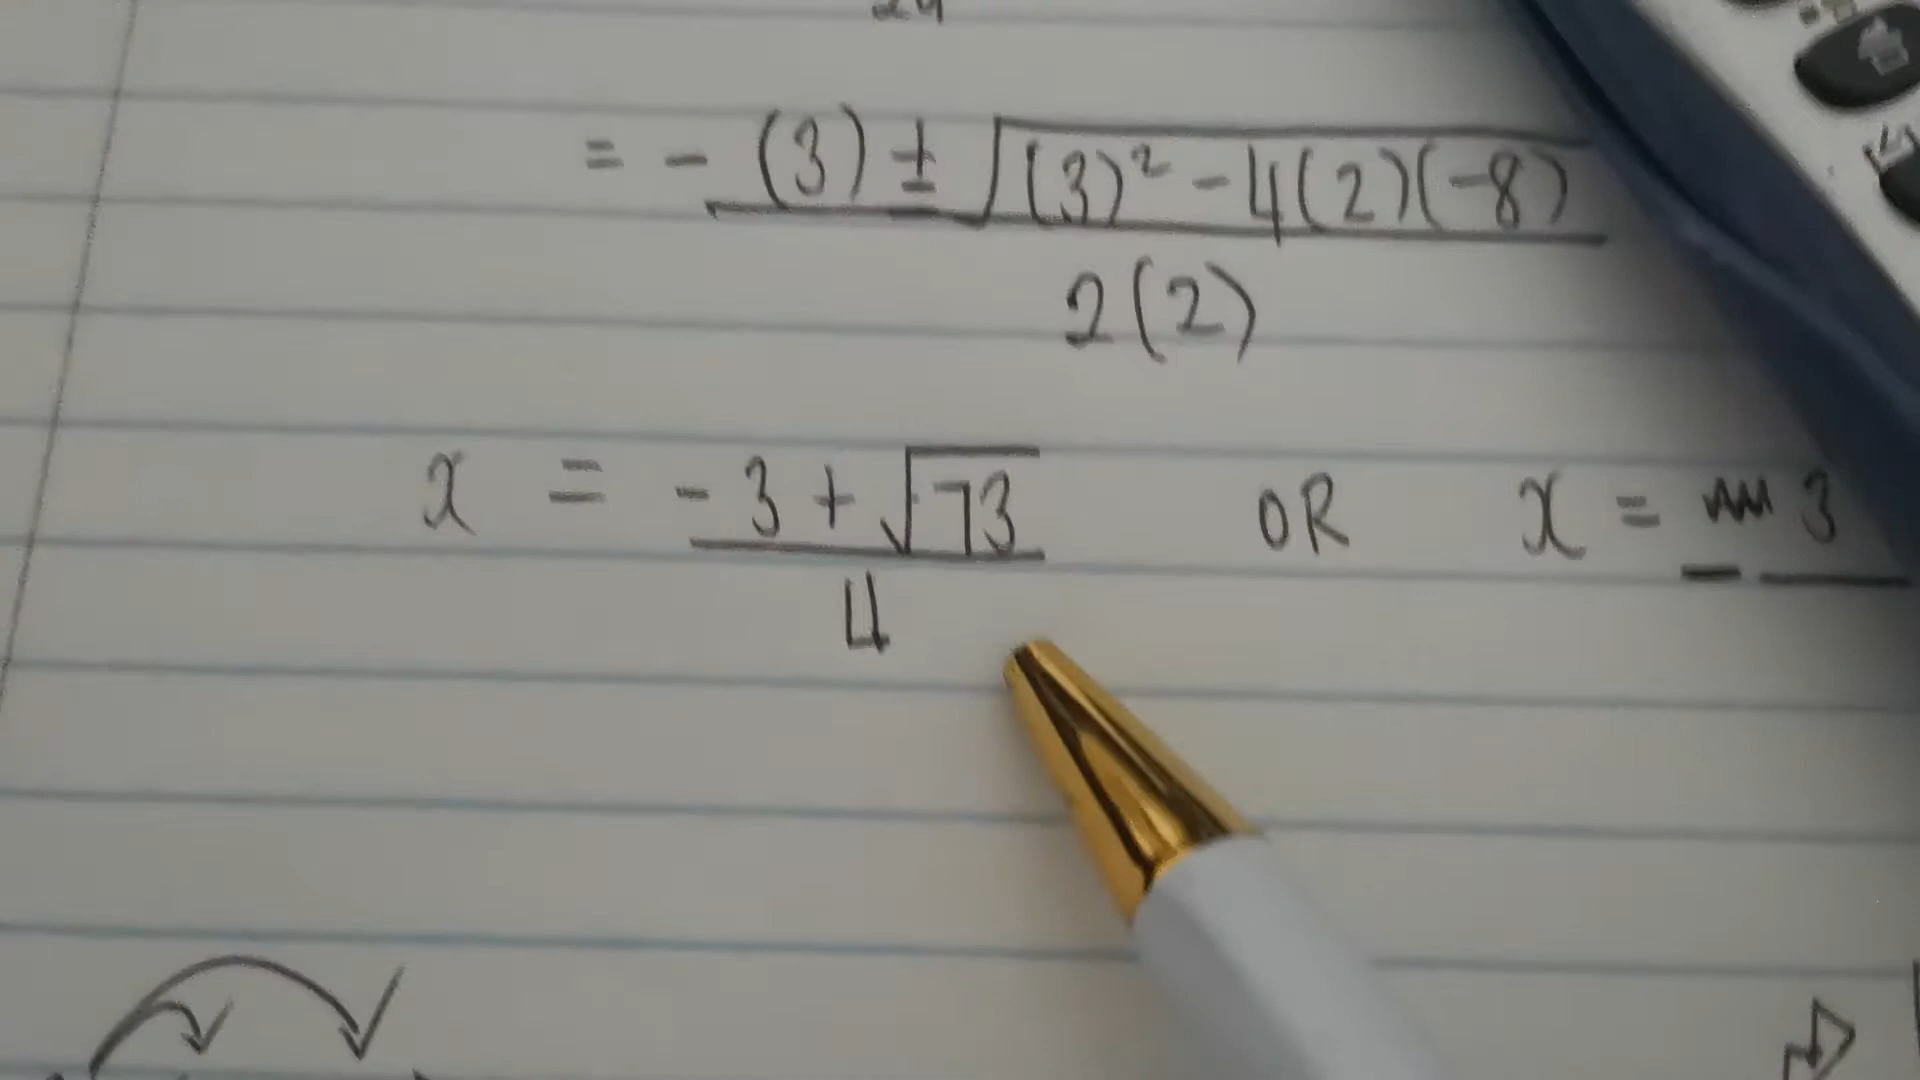 = -(3) ± √(3)² - 4(2)(-8)
2(2)
x = -3 + √73 OR x = 3
4